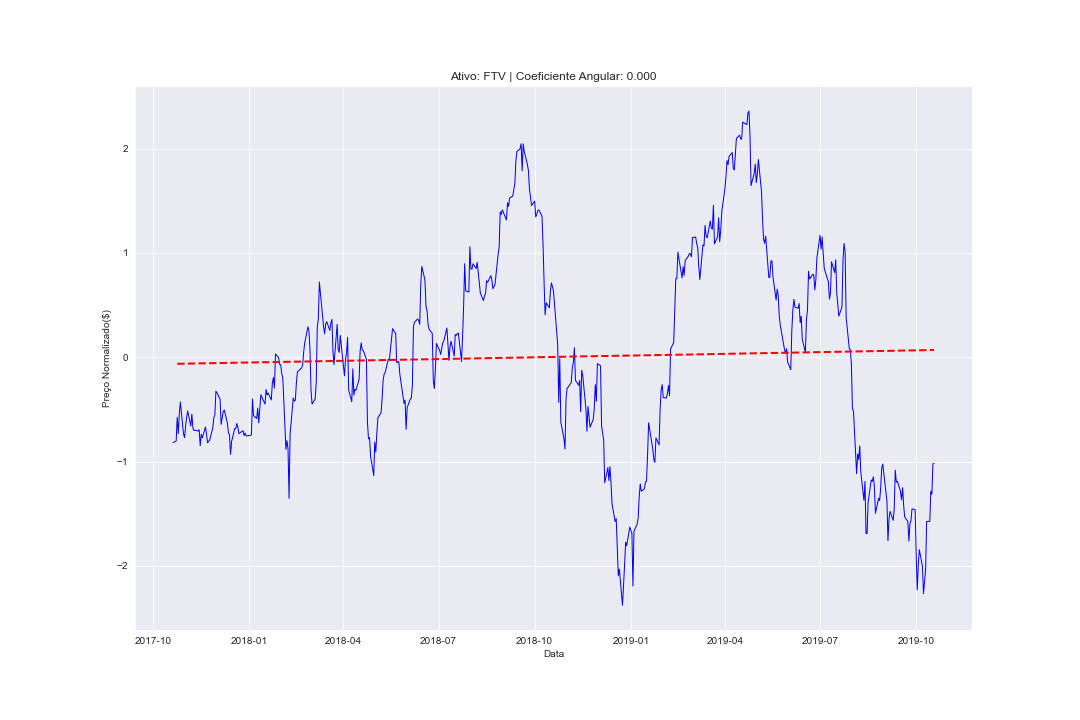 Ativo: FTV | Coeficiente Angular: 0.000
Preço Normalizado($)
2
1
0
−1
−2
2017-10 2018-01 2018-04 2018-07 2018-10 2019-01 2019-04 2019-07 2019-10
Data